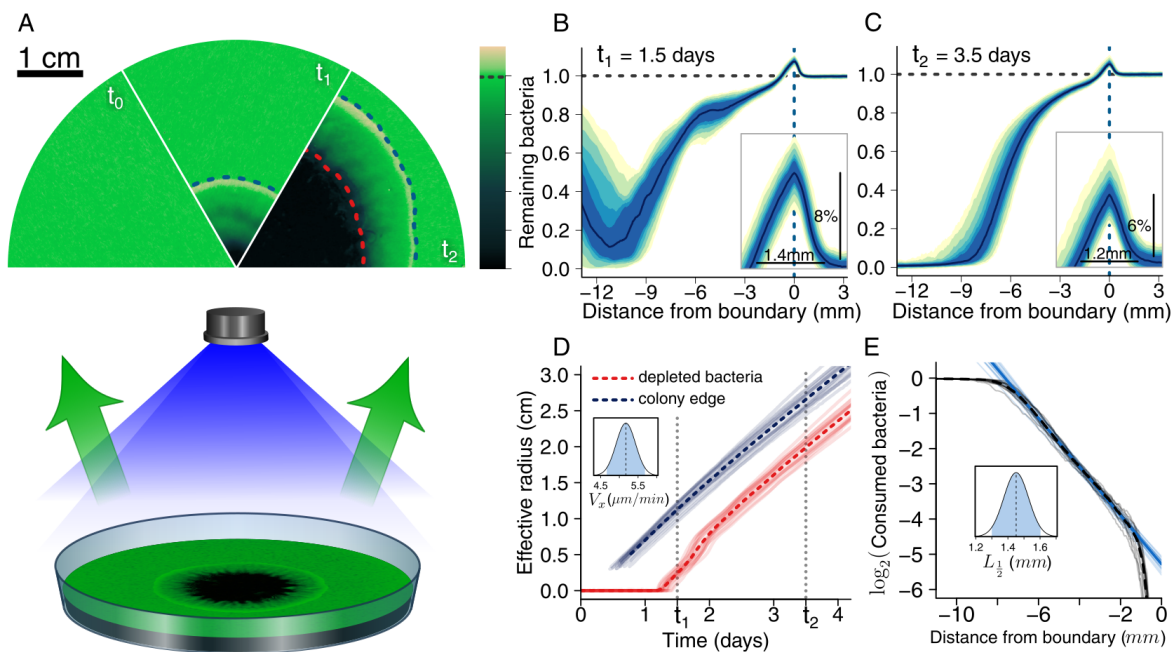 A
1 cm
t0
t1
t2
1.0
0.8
0.6
0.4
0.2
0.0
Remaining bacteria
B
t1 = 1.5 days
8%
1.4mm
−12 −9 −6 −3 0 3
Distance from boundary (mm)
C
t2 = 3.5 days
1.0
0.8
0.6
0.4
0.2
0.0
6%
1.2mm
−12 −9 −6 −3 0 3
Distance from boundary (mm)
D
depleted bacteria
colony edge
3.0
2.5
2.0
1.5
1.0
0.5
0.0
Effective radius (cm)
4.5 5.5
Vx(μm/min)
0 t1 2 3 t2 4
Time (days)
E
0
−1
−2
−3
−4
−5
−6
log2(Consumed bacteria)
1.2 1.4 1.6
L1/2 (mm)
−10 −6 −2 0
Distance from boundary (mm)